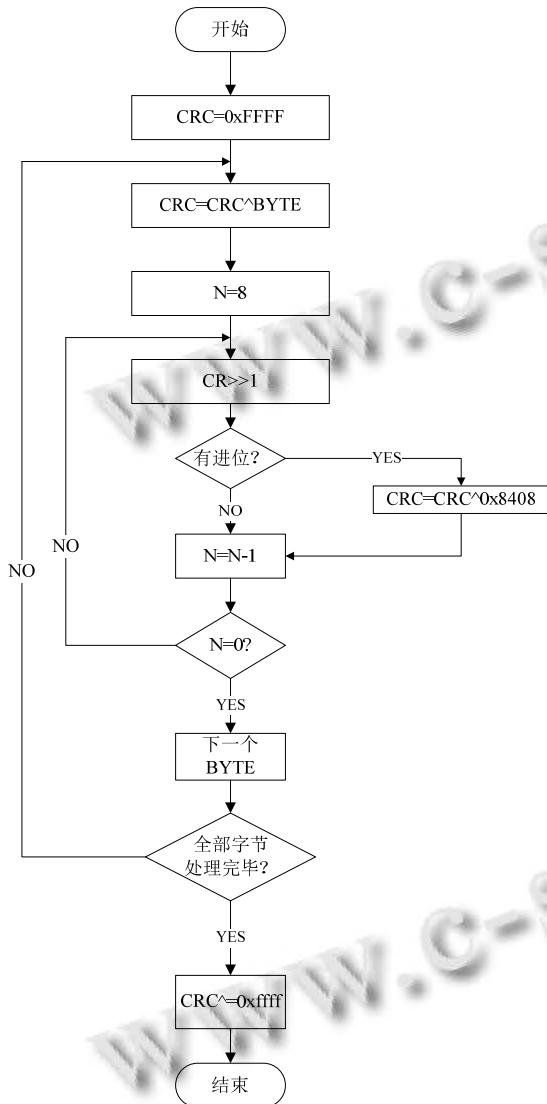 开始
CRC=0xFFFF
CRC=CRC^BYTE
N=8
CR>>1
有进位?
YES
CRC=CRC^0x8408
NO
N=N-1
NO
NO
N=0?
YES
下一个
BYTE
全部字节
处理完毕?
YES
CRC^=0xffff
结束
www.c-s
www.c-s